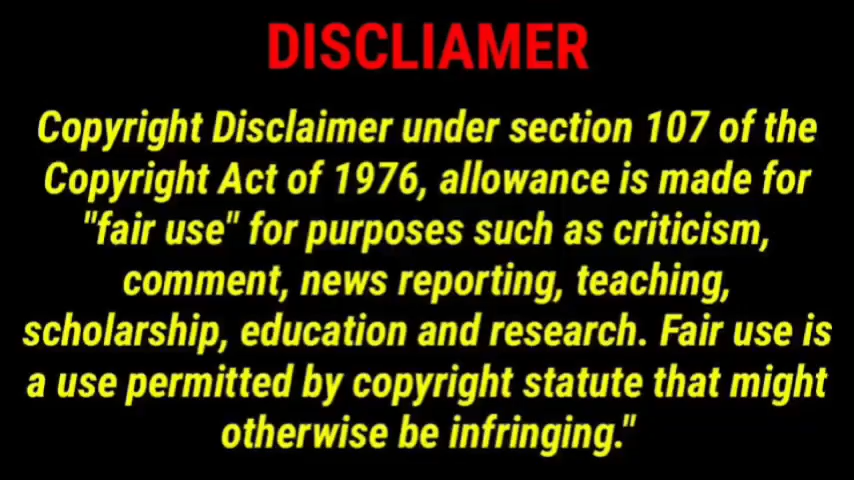 DISCLIAMER
Copyright Disclaimer under section 107 of the
Copyright Act of 1976, allowance is made for
"fair use" for purposes such as criticism,
comment, news reporting, teaching,
scholarship, education and research. Fair use is
a use permitted by copyright statute that might
otherwise be infringing."